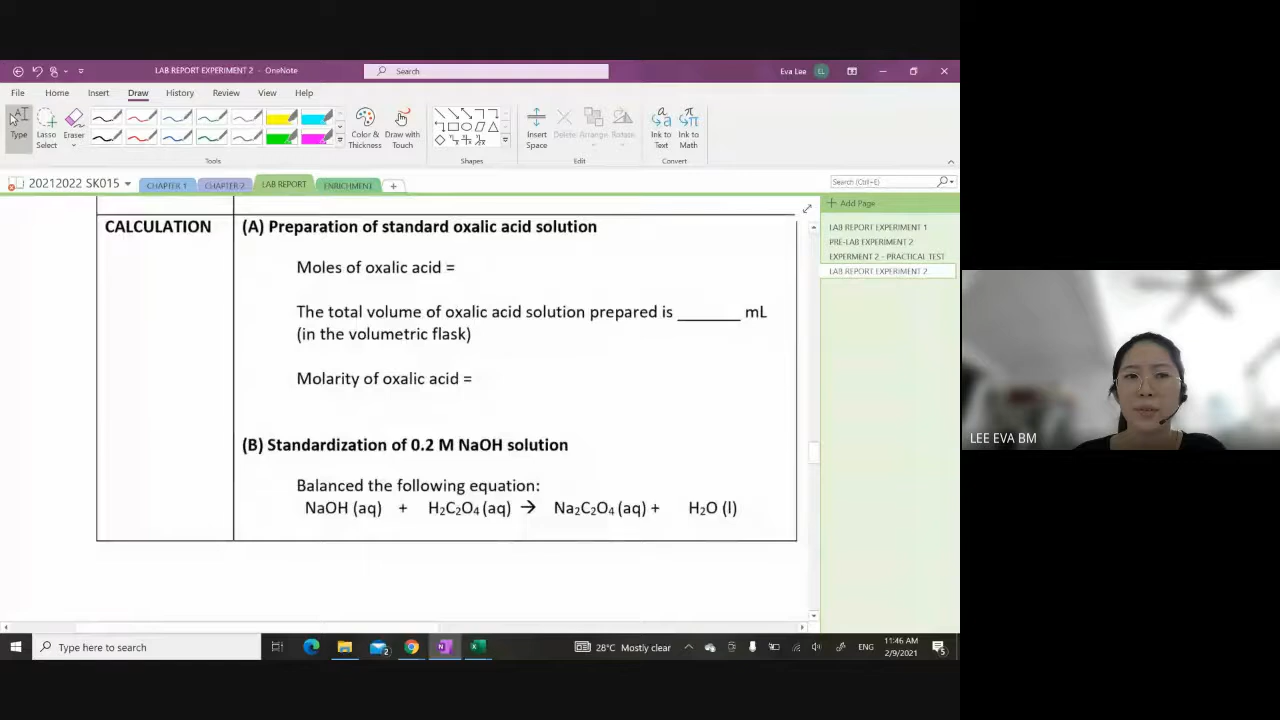 LAB REPORT EXPERIMENT 2 - OneNote
Search
Eva Lee
EL
File
Home
Insert
Draw
History
Review
View
Help
Type
Lasso Select
Eraser
Color & Thickness
Draw with Touch
Insert Space
Delete
Arrange
Rotate
Ink to Text
Ink to Math
Tools
Shapes
Edit
Convert
20212022 SK015
CHAPTER 1
CHAPTER 2
LAB REPORT
ENRICHMENT
Search (Ctrl+E)
Add Page
LAB REPORT EXPERIMENT 1
PRE-LAB EXPERIMENT 2
EXPERMENT 2 - PRACTICAL TEST
LAB REPORT EXPERIMENT 2
CALCULATION
(A) Preparation of standard oxalic acid solution
Moles of oxalic acid =
The total volume of oxalic acid solution prepared is _______ mL
(in the volumetric flask)
Molarity of oxalic acid =
(B) Standardization of 0.2 M NaOH solution
Balanced the following equation:
NaOH (aq) + H₂C₂O₄ (aq) → Na₂C₂O₄ (aq) + H₂O (l)
LEE EVA BM
Type here to search
2
28°C Mostly clear
ENG
11:46 AM
2/9/2021
5